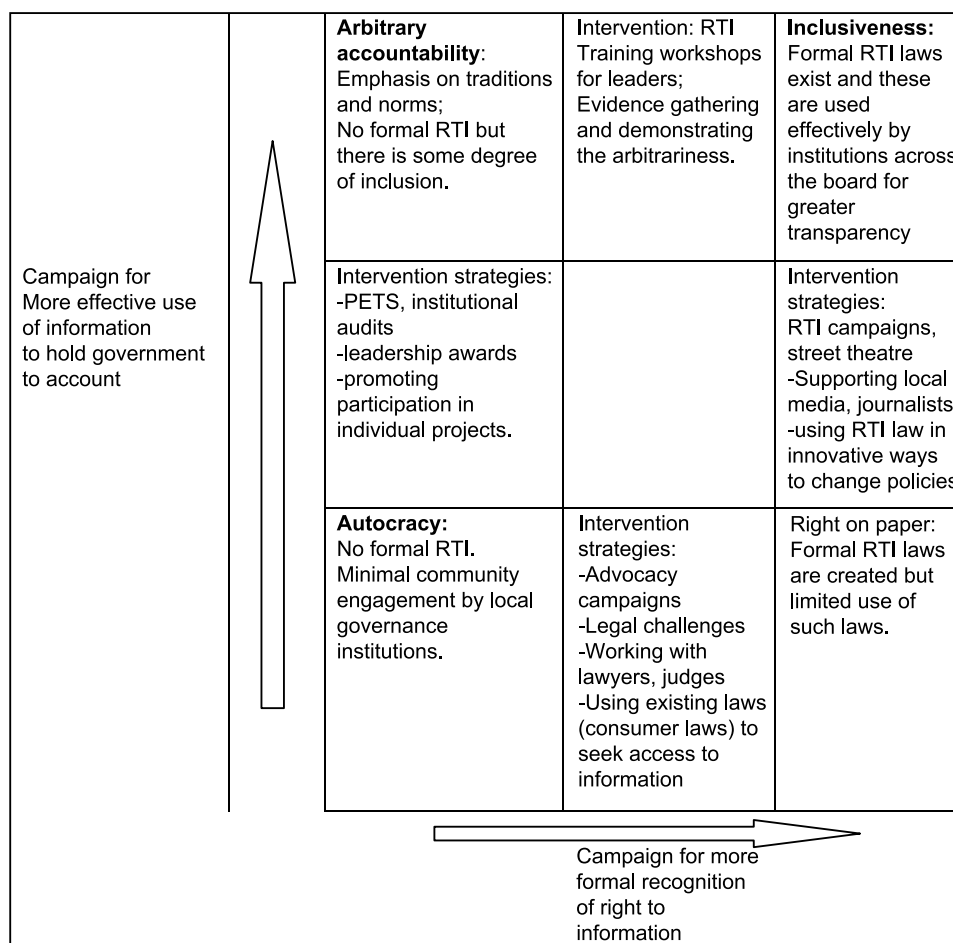 Arbitrary
accountability:
Emphasis on traditions
and norms;
No formal RTI but
there is some degree
of inclusion.
Intervention: RTI
Training workshops
for leaders;
Evidence gathering
and demonstrating
the arbitrariness.
Inclusiveness:
Formal RTI laws
exist and these
are used
effectively by
institutions across
the board for
greater
transparency
Campaign for
More effective use
of information
to hold government
to account
Intervention strategies:
-PETS, institutional
audits
-leadership awards
-promoting
participation in
individual projects.
Intervention
strategies:
RTI campaigns,
street theatre
-Supporting local
media, journalists
-using RTI law in
innovative ways
to change policies
Autocracy:
No formal RTI.
Minimal community
engagement by local
governance
institutions.
Intervention
strategies:
-Advocacy
campaigns
-Legal challenges
-Working with
lawyers, judges
-Using existing laws
(consumer laws) to
seek access to
information
Right on paper:
Formal RTI laws
are created but
limited use of
such laws.
Campaign for more
formal recognition
of right to
information